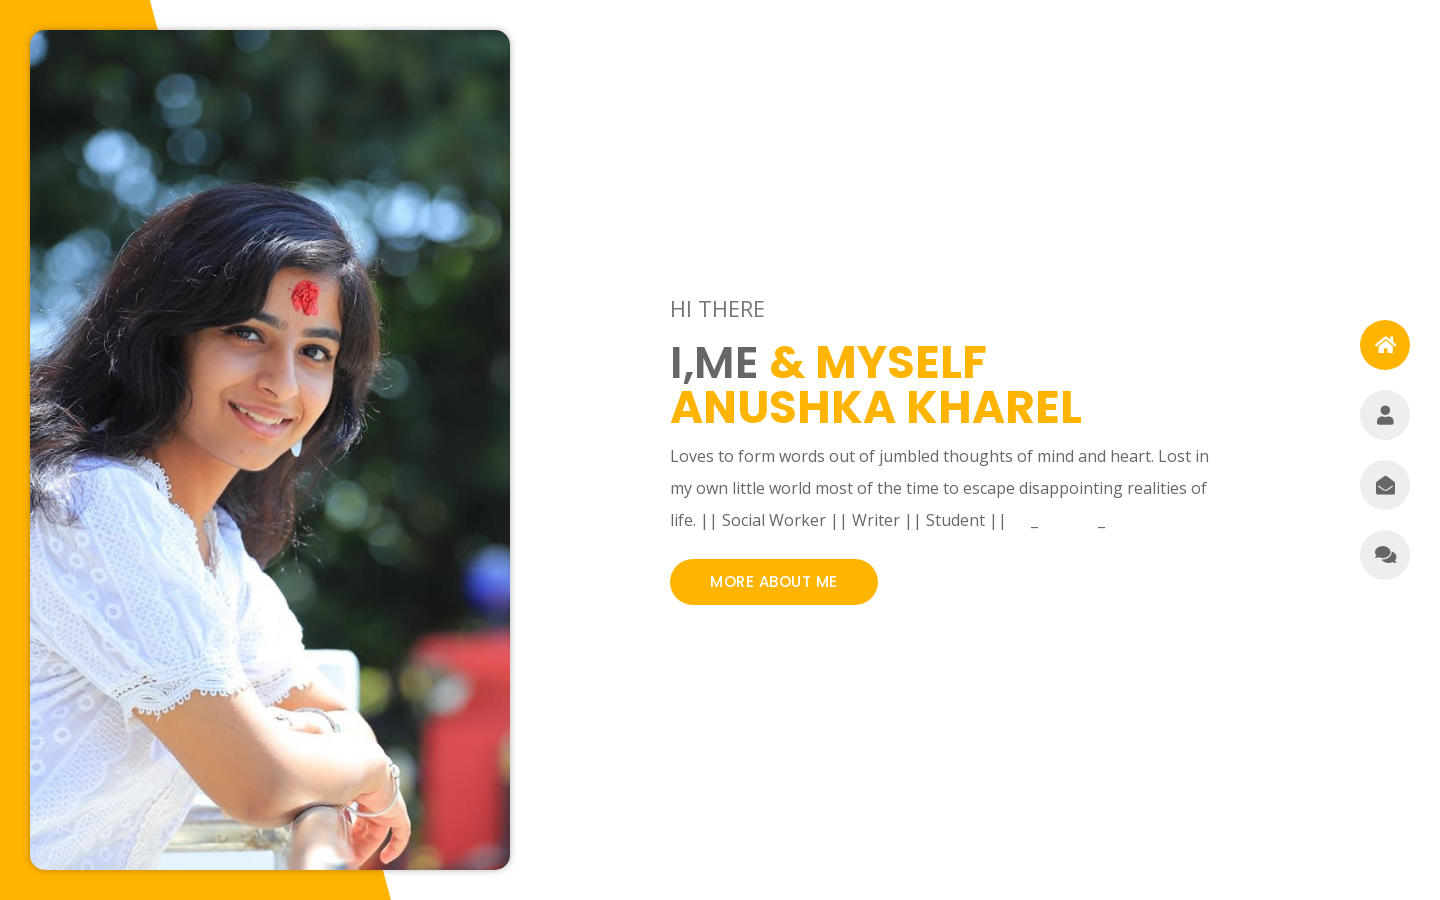 HI THERE
I,ME & MYSELF
ANUSHKA KHAREL
Loves to form words out of jumbled thoughts of mind and heart. Lost in
my own little world most of the time to escape disappointing realities of
life. || Social Worker || Writer || Student || _ _
MORE ABOUT ME